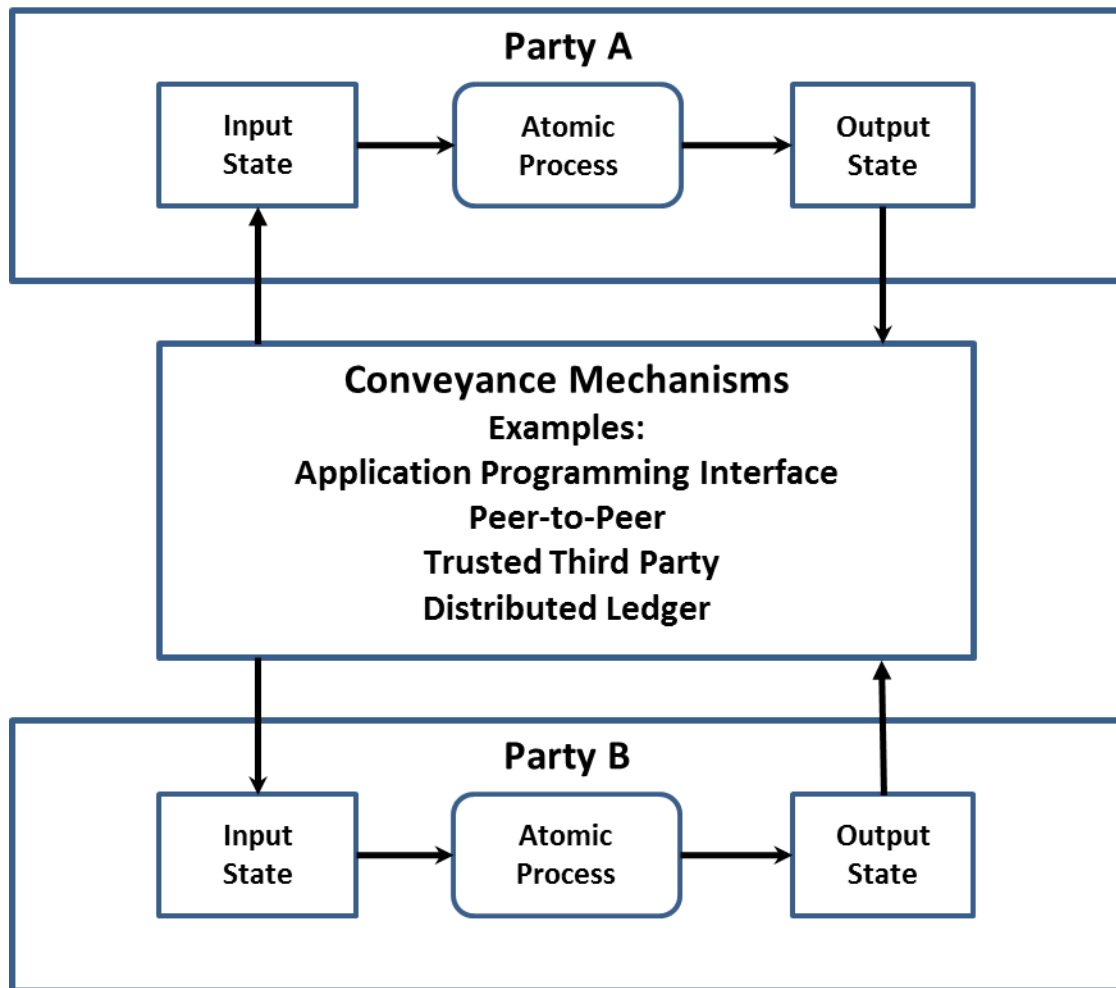 Party A
Input
State
Atomic
Process
Output
State
Conveyance Mechanisms
Examples:
Application Programming Interface
Peer-to-Peer
Trusted Third Party
Distributed Ledger
Party B
Input
State
Atomic
Process
Output
State